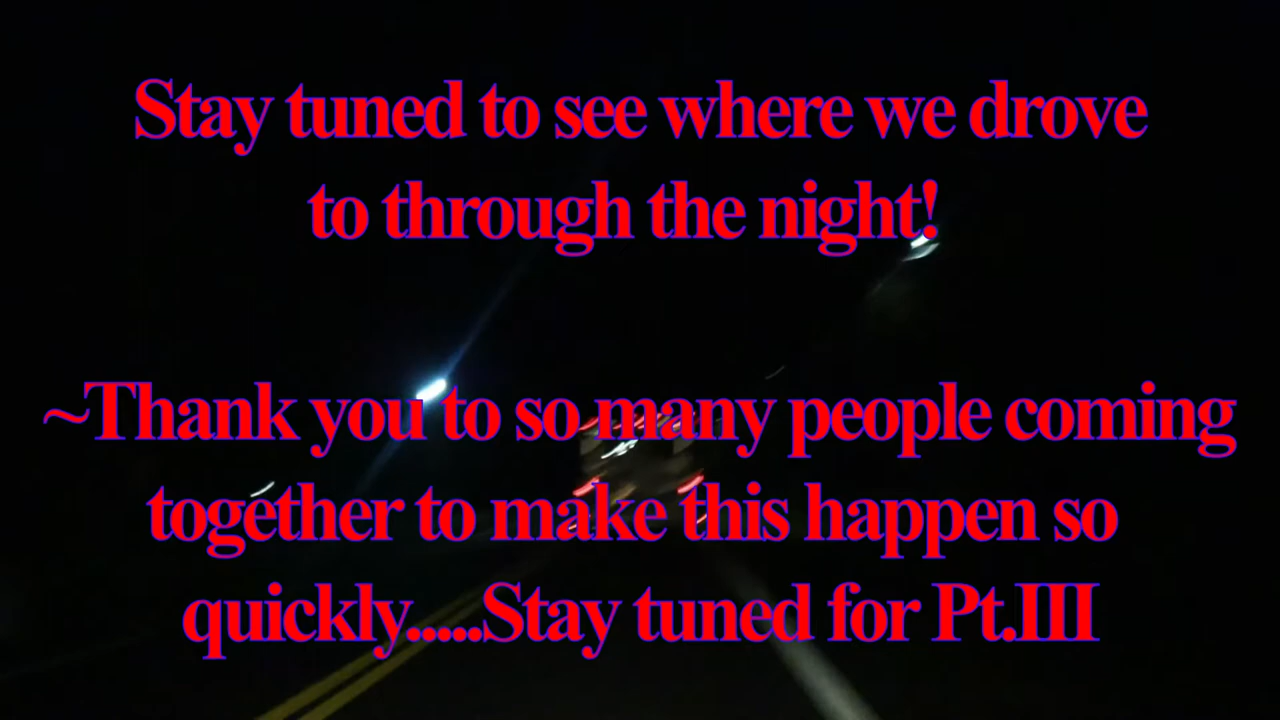 Stay tuned to see where we drove
to through the night!
~Thank you to so many people coming
together to make this happen so
quickly.....Stay tuned for Pt.III